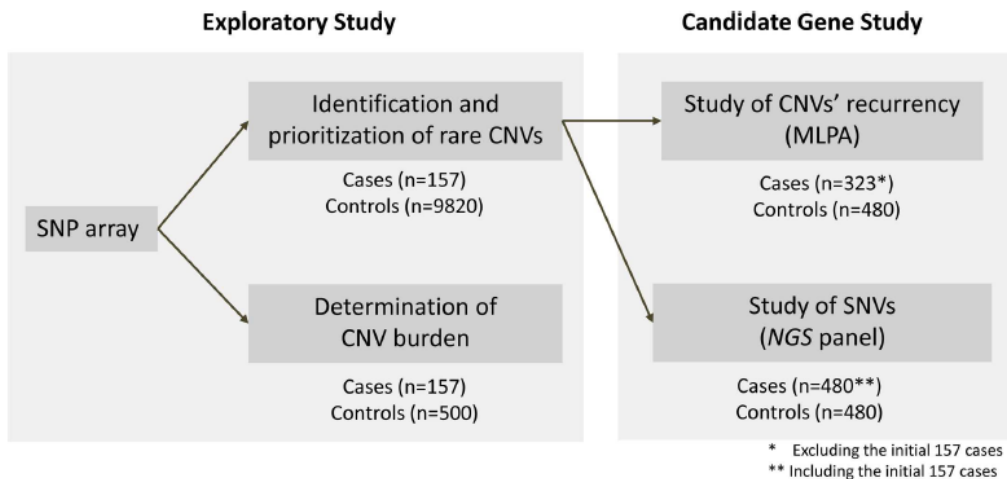 Exploratory Study
Candidate Gene Study
SNP array
Identification and
prioritization of rare CNVs
Cases (n=157)
Controls (n=9820)
Determination of
CNV burden
Cases (n=157)
Controls (n=500)
Study of CNVs’ recurrency
(MLPA)
Cases (n=323*)
Controls (n=480)
Study of SNVs
(NGS panel)
Cases (n=480**)
Controls (n=480)
* Excluding the initial 157 cases
** Including the initial 157 cases